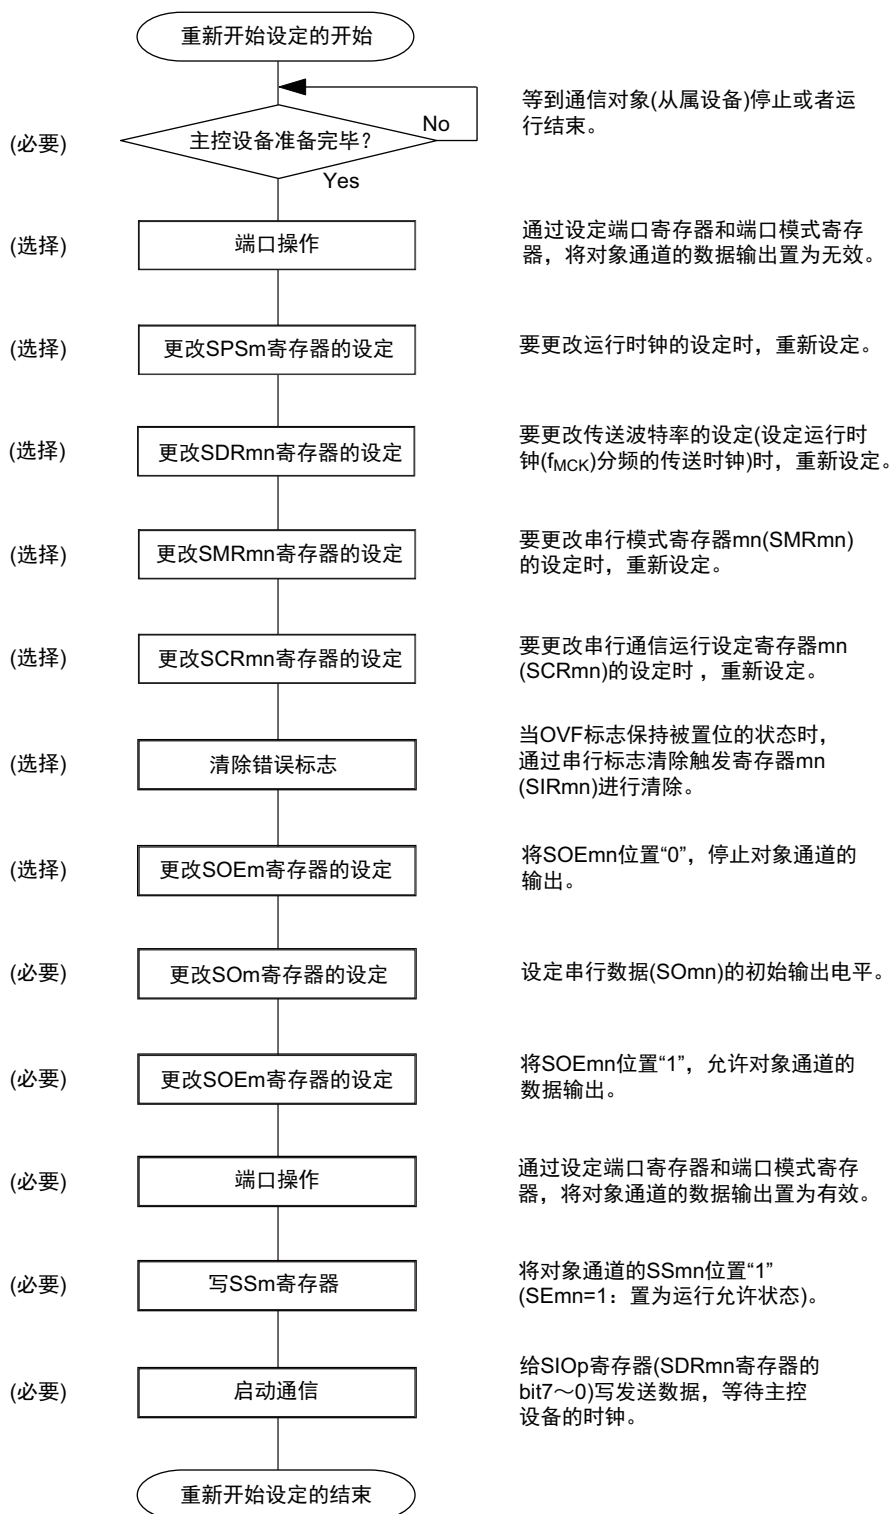 重新开始设定的开始
(必要)
主控设备准备完毕?
No
Yes
等到通信对象(从属设备)停止或者运
行结束。
(选择)
端口操作
通过设定端口寄存器和端口模式寄存
器，将对象通道的数据输出置为无效。
(选择)
更改SPSm寄存器的设定
要更改运行时钟的设定时，重新设定。
(选择)
更改SDRmn寄存器的设定
要更改传送波特率的设定(设定运行时
钟(fMCK)分频的传送时钟)时，重新设定。
(选择)
更改SMRmn寄存器的设定
要更改串行模式寄存器mn(SMRmn)
的设定时，重新设定。
(选择)
更改SCRmn寄存器的设定
要更改串行通信运行设定寄存器mn
(SCRmn)的设定时，重新设定。
(选择)
清除错误标志
当OVF标志保持被置位的状态时，
通过串行标志清除触发寄存器mn
(SIRmn)进行清除。
(选择)
更改SOEm寄存器的设定
将SOEmn位置“0”，停止对象通道的
输出。
(必要)
更改SOm寄存器的设定
设定串行数据(SOmn)的初始输出电平。
(必要)
更改SOEm寄存器的设定
将SOEmn位置“1”，允许对象通道的
数据输出。
(必要)
端口操作
通过设定端口寄存器和端口模式寄存
器，将对象通道的数据输出置为有效。
(必要)
写SSm寄存器
将对象通道的SSmn位置“1”
(SEmn=1：置为运行允许状态)。
(必要)
启动通信
给SIOp寄存器(SDRmn寄存器的
bit7～0)写发送数据，等待主控
设备的时钟。
重新开始设定的结束